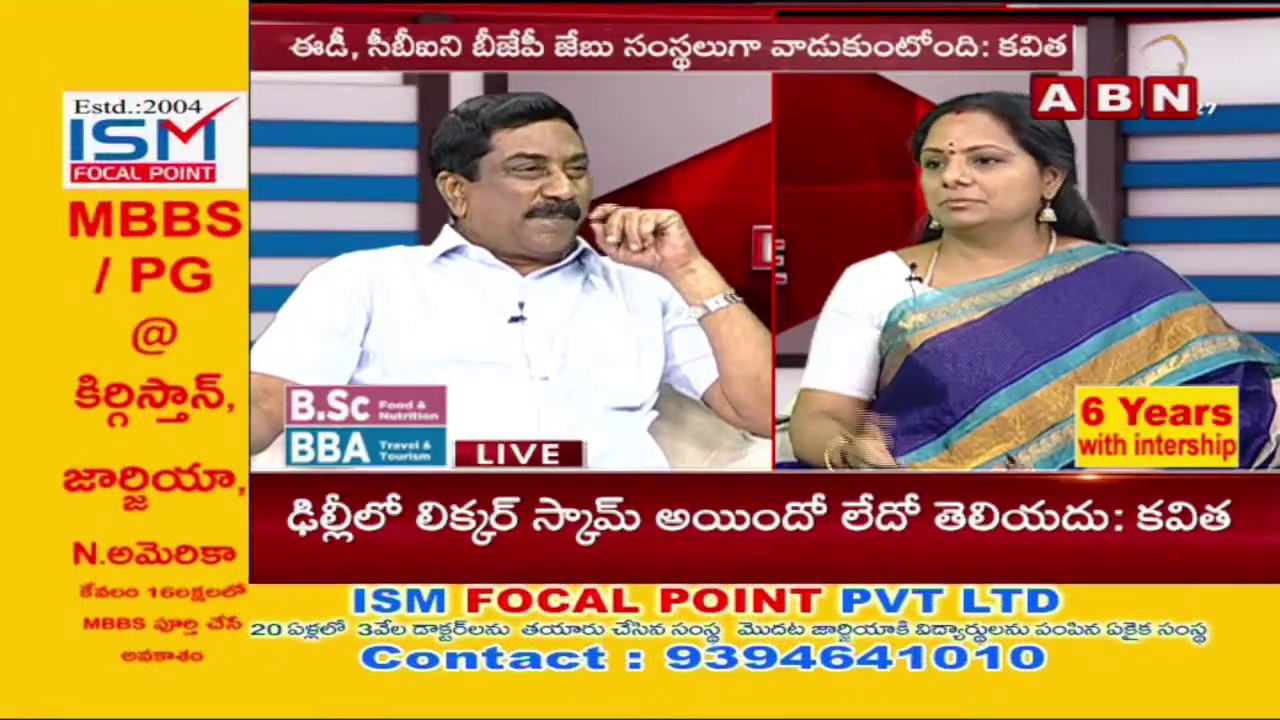 ఈడీ, సీబీఐని బీజేపీ జేబు సంస్థలుగా వాడుకుంటోంది: కవిత
ABN
Estd.:2004
ISM
FOCAL POINT
MBBS
/ PG
@
కిర్గిస్తాన్,
జార్జియా,
N.అమెరికా
కేవలం 16లక్షలలో
MBBS పూర్తి చేసే
అవకాశం
B.Sc Food & Nutrition
BBA Travel & Tourism
LIVE
6 Years
with intership
ఢిల్లీలో లిక్కర్ స్కామ్ అయిందో లేదో తెలియదు: కవిత
ISM FOCAL POINT PVT LTD
20 ఏళ్లలో 3వేల డాక్టర్‌లను తయారు చేసిన సంస్థ మొదట జార్జియాకి విద్యార్థులను పంపిన ఏకైక సంస్థ
Contact : 9394641010